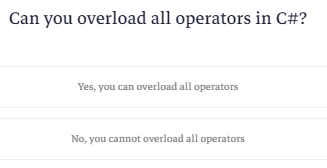 Can you overload all operators in C#?
Yes, you can overload all operators
No, you cannot overload all operators